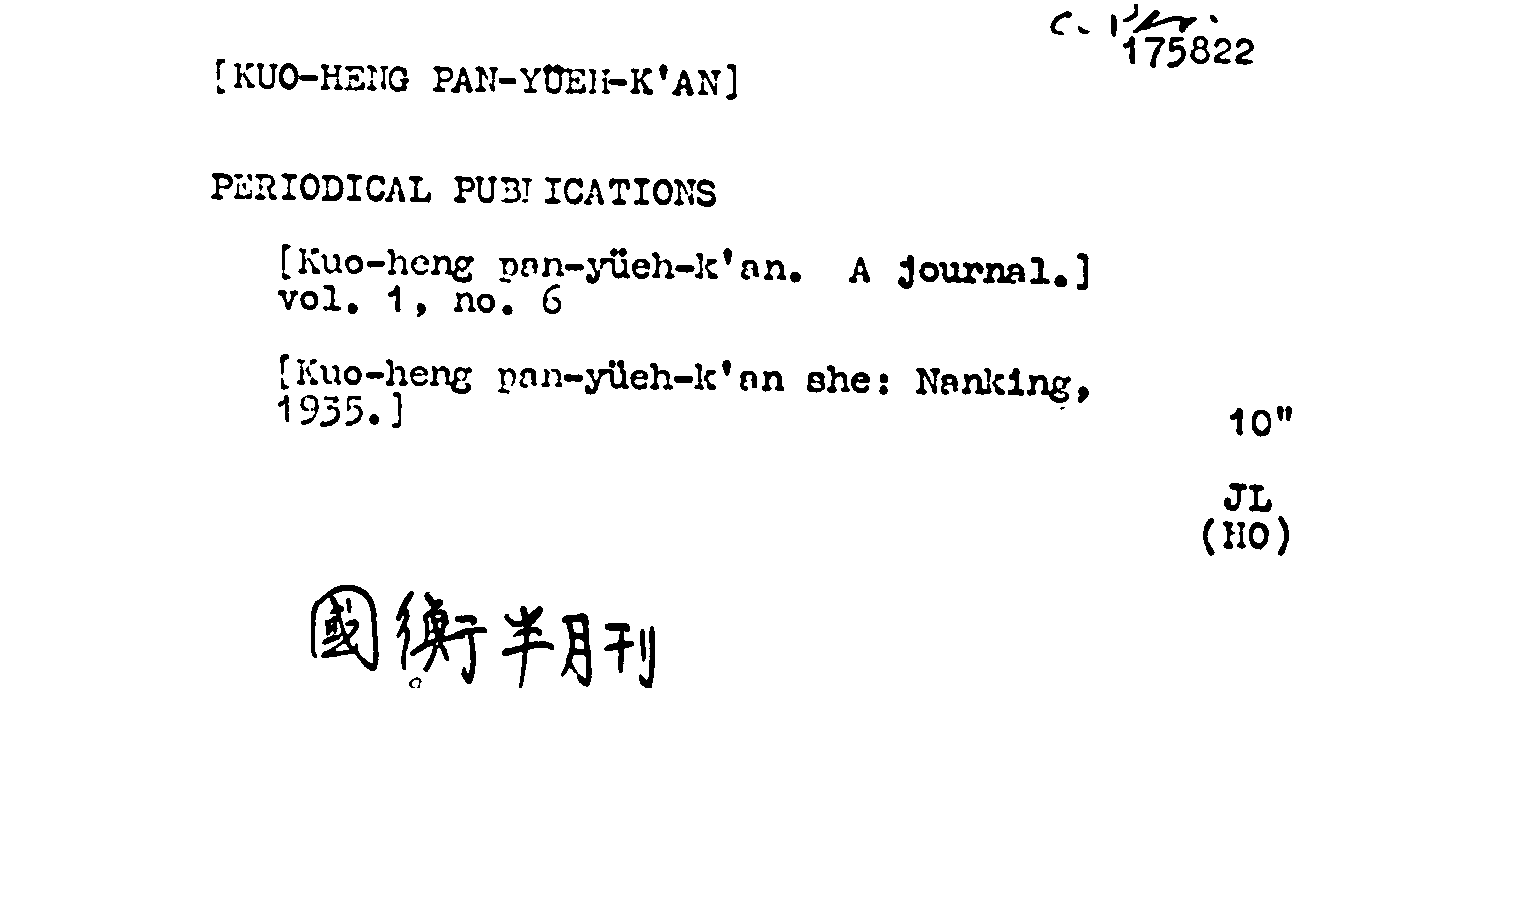 175822
[KUO-HENG PAN-YÜEH-K'AN]
PERIODICAL PUBLICATIONS
[Kuo-heng pan-yüeh-k'an. A journal.]
vol. 1, no. 6
[Kuo-heng pan-yüeh-k'an she: Nanking,
1935.]
10"
JL
(HO)
國衡半月刊